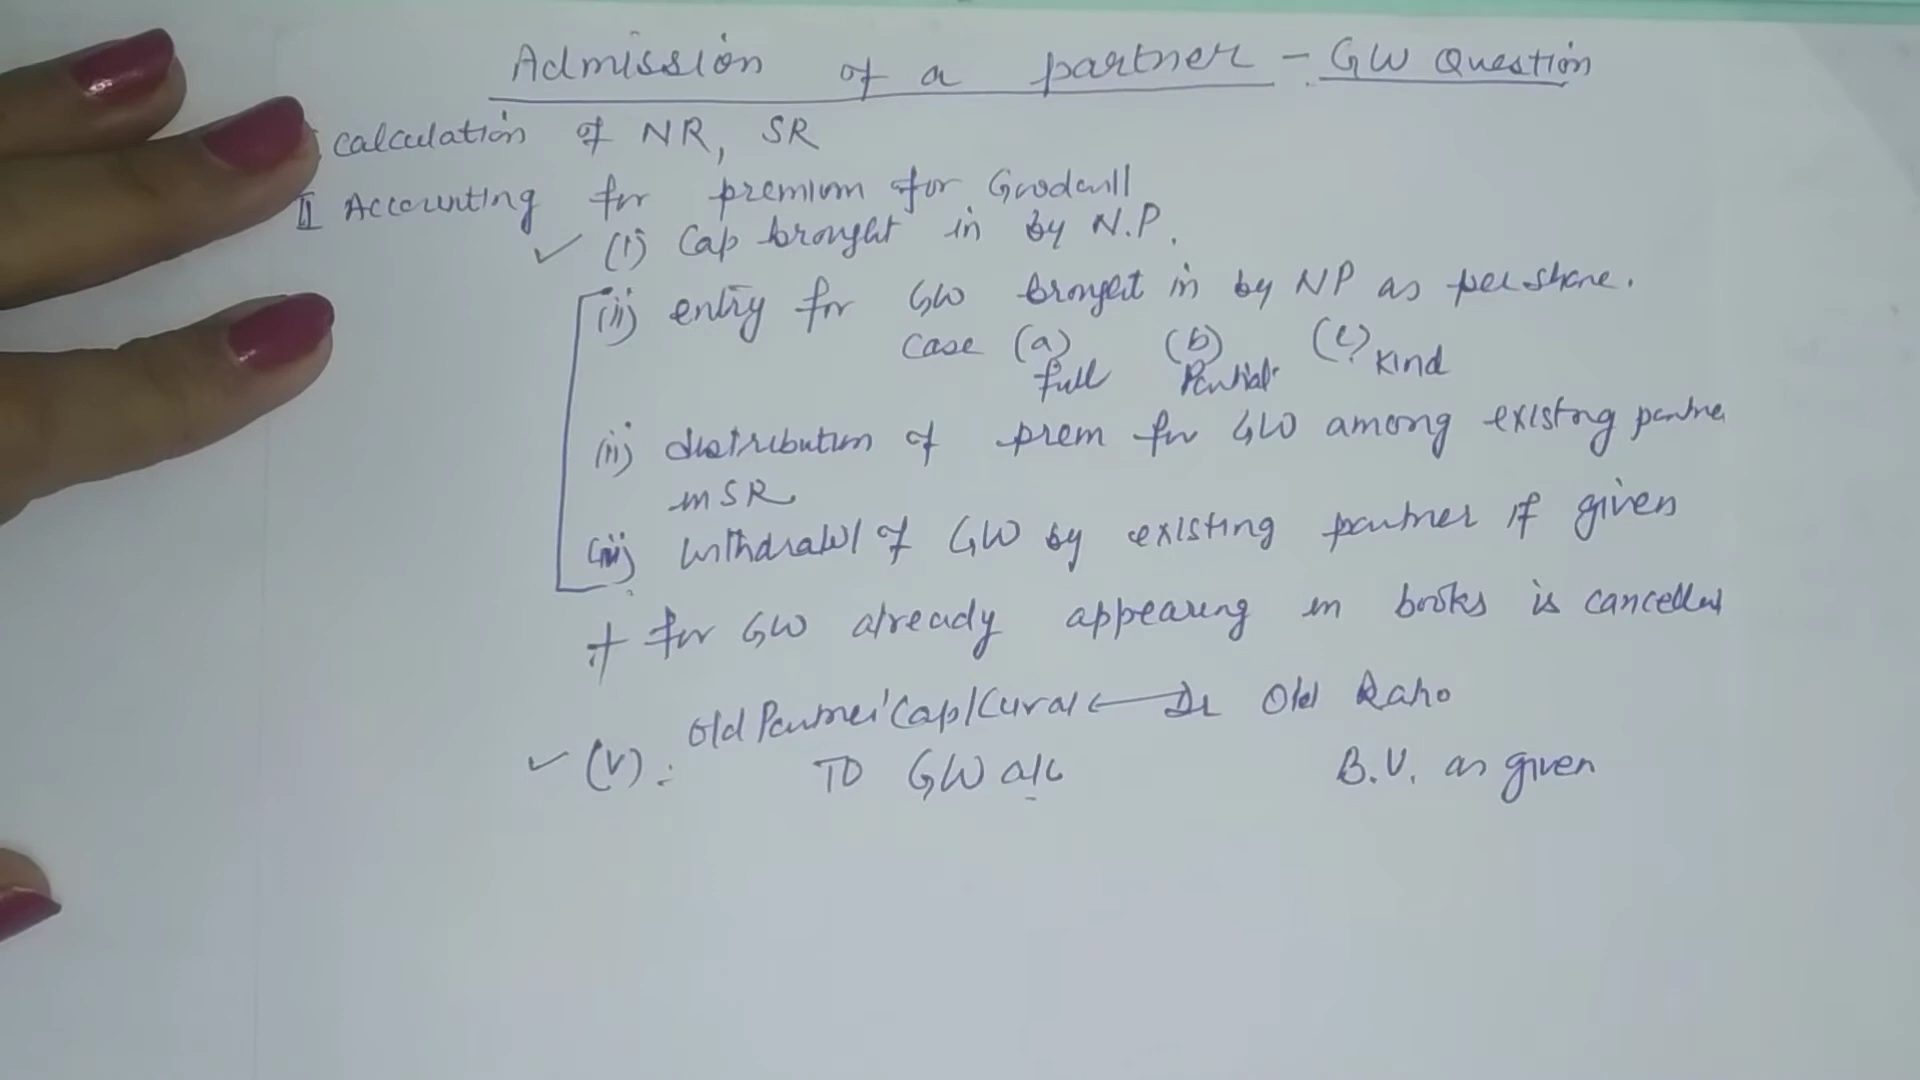 Admission of a partner - GW Question
calculation of NR, SR
II Accounting for premium for Goodwill
✓ (i) Cap brought in by N.P.
(ii) entry for GW brought in by NP as per share.
case (a) (b) (c)
full Partial Kind
(ii) distribution of prem for GW among existing partne
in SR
(iii) withdrawl of GW by existing partner if given
+ for GW already appearing in books is cancelled
old Partner' Cap/Cural ← Dr Old Ratio
✓ (V) : To GW a/c B.V. as given